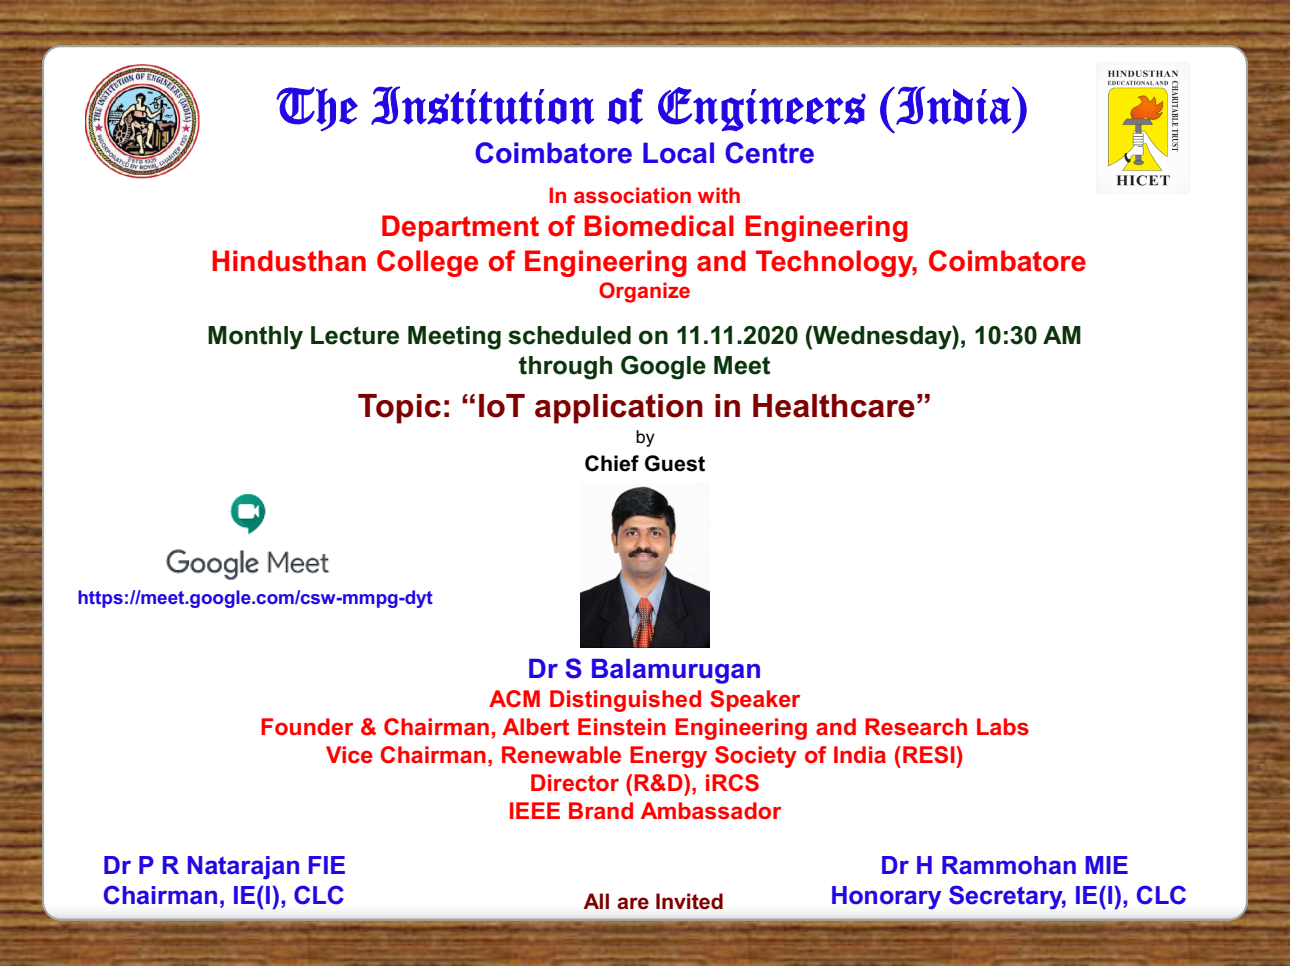 The Institution of Engineers (India)
Coimbatore Local Centre
THE INSTITUTION OF ENGINEERS (INDIA)
INCORPORATED BY ROYAL CHARTER 1935
ESTD 1920
HINDUSTHAN
EDUCATIONAL AND
CHARITABLE TRUST
HICET
In association with
Department of Biomedical Engineering
Hindusthan College of Engineering and Technology, Coimbatore
Organize
Monthly Lecture Meeting scheduled on 11.11.2020 (Wednesday), 10:30 AM
through Google Meet
Topic: “IoT application in Healthcare”
by
Chief Guest
Google Meet
https://meet.google.com/csw-mmpg-dyt
Dr S Balamurugan
ACM Distinguished Speaker
Founder & Chairman, Albert Einstein Engineering and Research Labs
Vice Chairman, Renewable Energy Society of India (RESI)
Director (R&D), iRCS
IEEE Brand Ambassador
Dr P R Natarajan FIE
Chairman, IE(I), CLC
All are Invited
Dr H Rammohan MIE
Honorary Secretary, IE(I), CLC